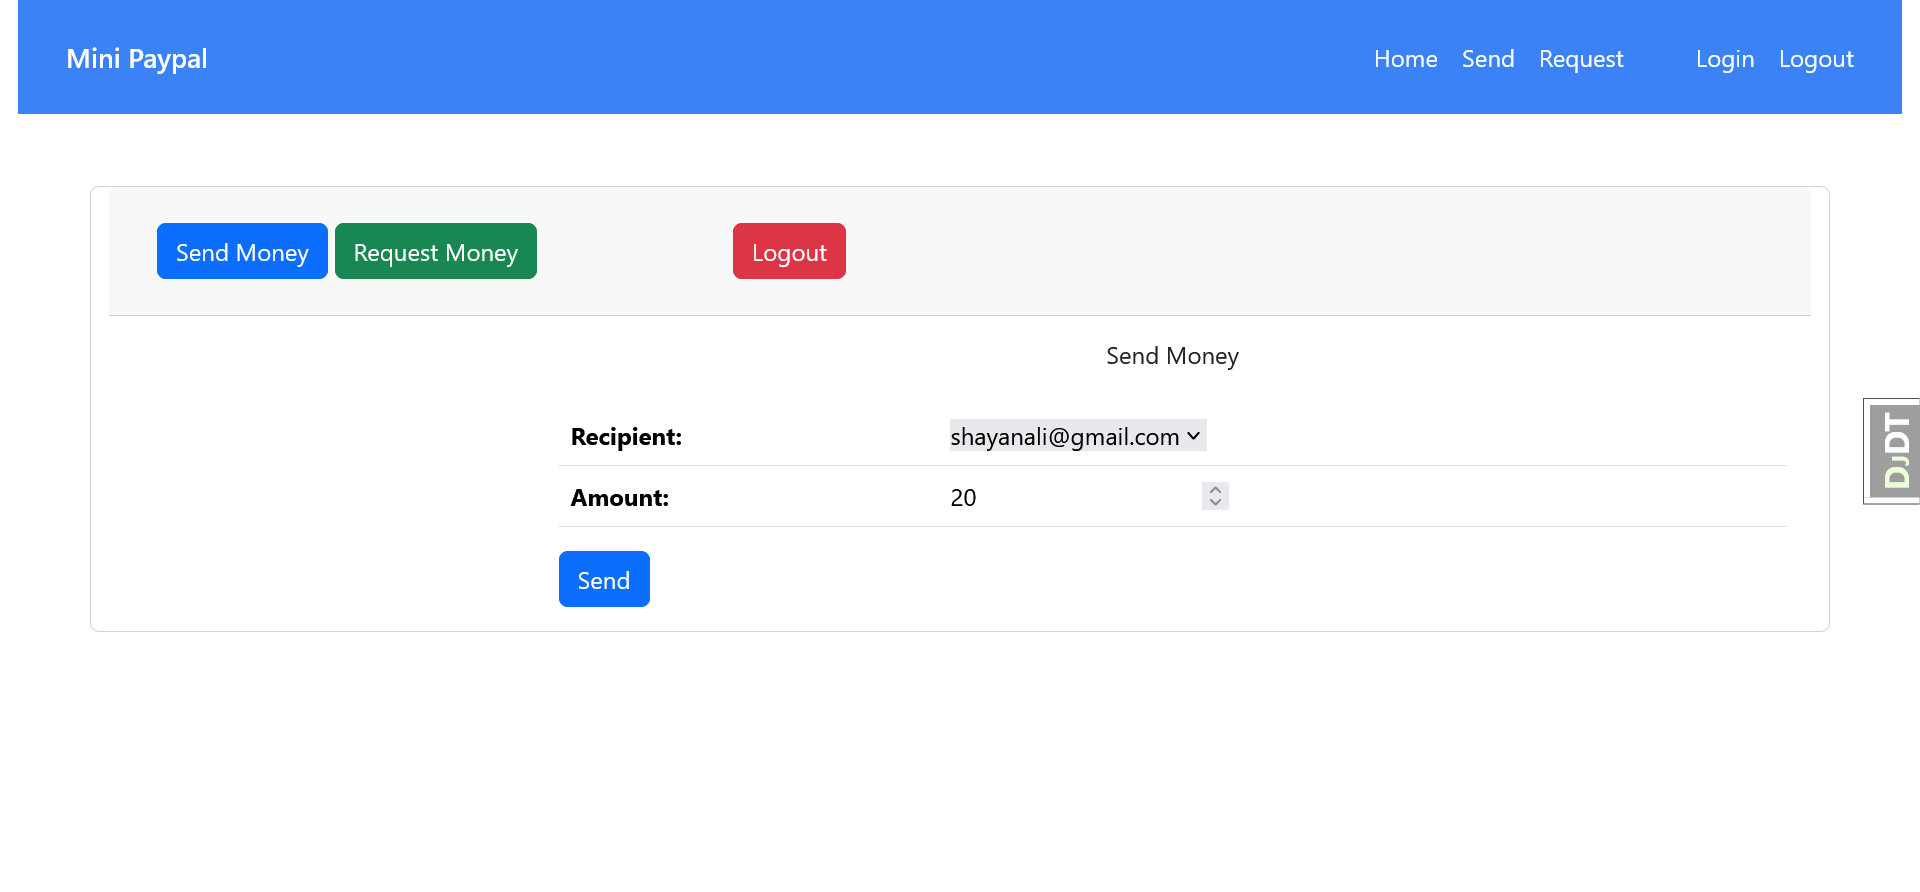 Mini Paypal
Home Send Request Login Logout
Send Money Request Money Logout
Send Money
Recipient: shayanali@gmail.com
Amount: 20
Send
DJDT